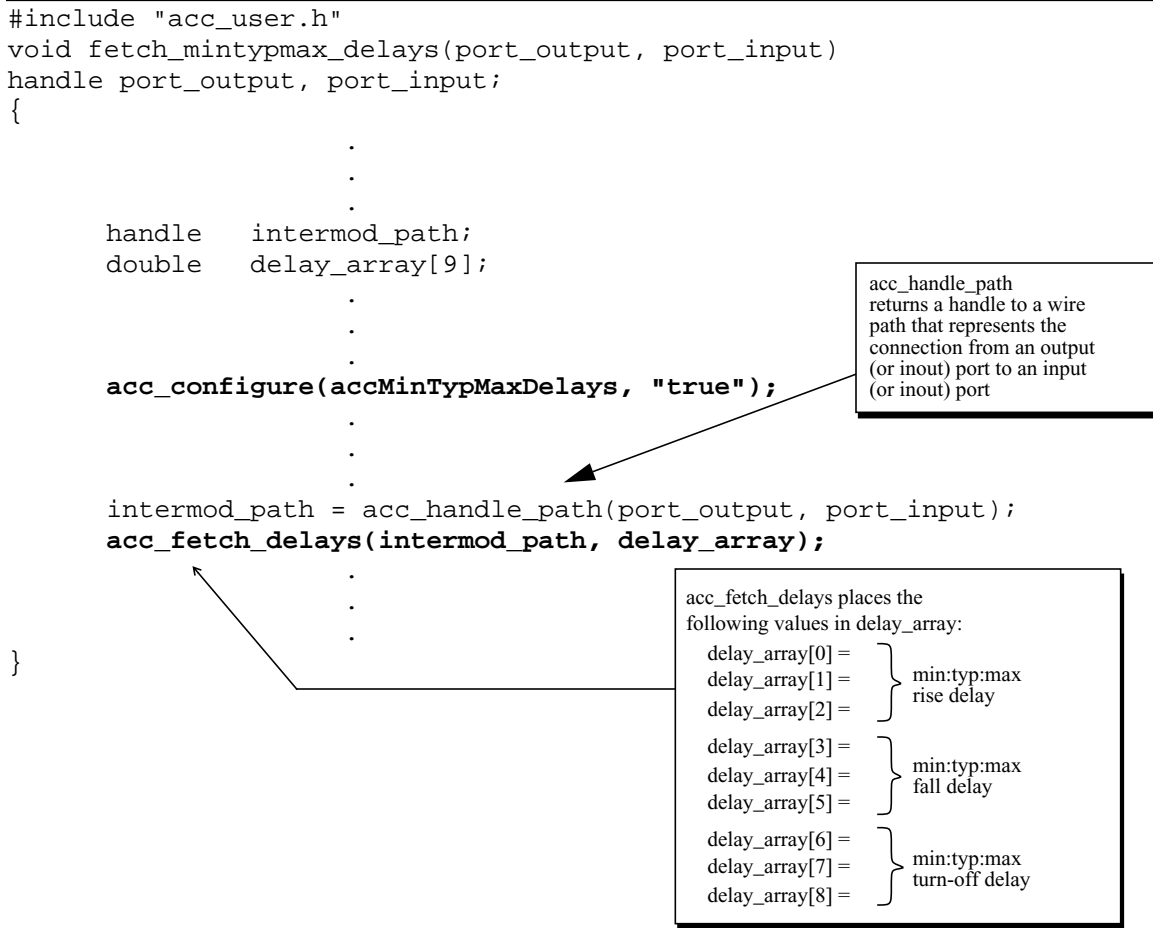 #include "acc_user.h"
void fetch_mintypmax_delays(port_output, port_input)
handle port_output, port_input;
{
.
.
.
handle intermod_path;
double delay_array[9];
.
.
.
acc_configure(accMinTypMaxDelays, "true");
.
.
.
acc_handle_path
returns a handle to a wire
path that represents the
connection from an output
(or inout) port to an input
(or inout) port
intermod_path = acc_handle_path(port_output, port_input);
acc_fetch_delays(intermod_path, delay_array);
.
.
.
}
acc_fetch_delays places the
following values in delay_array:
delay_array[0] =
delay_array[1] =
delay_array[2] =
min:typ:max
rise delay
delay_array[3] =
delay_array[4] =
delay_array[5] =
min:typ:max
fall delay
delay_array[6] =
delay_array[7] =
delay_array[8] =
min:typ:max
turn-off delay